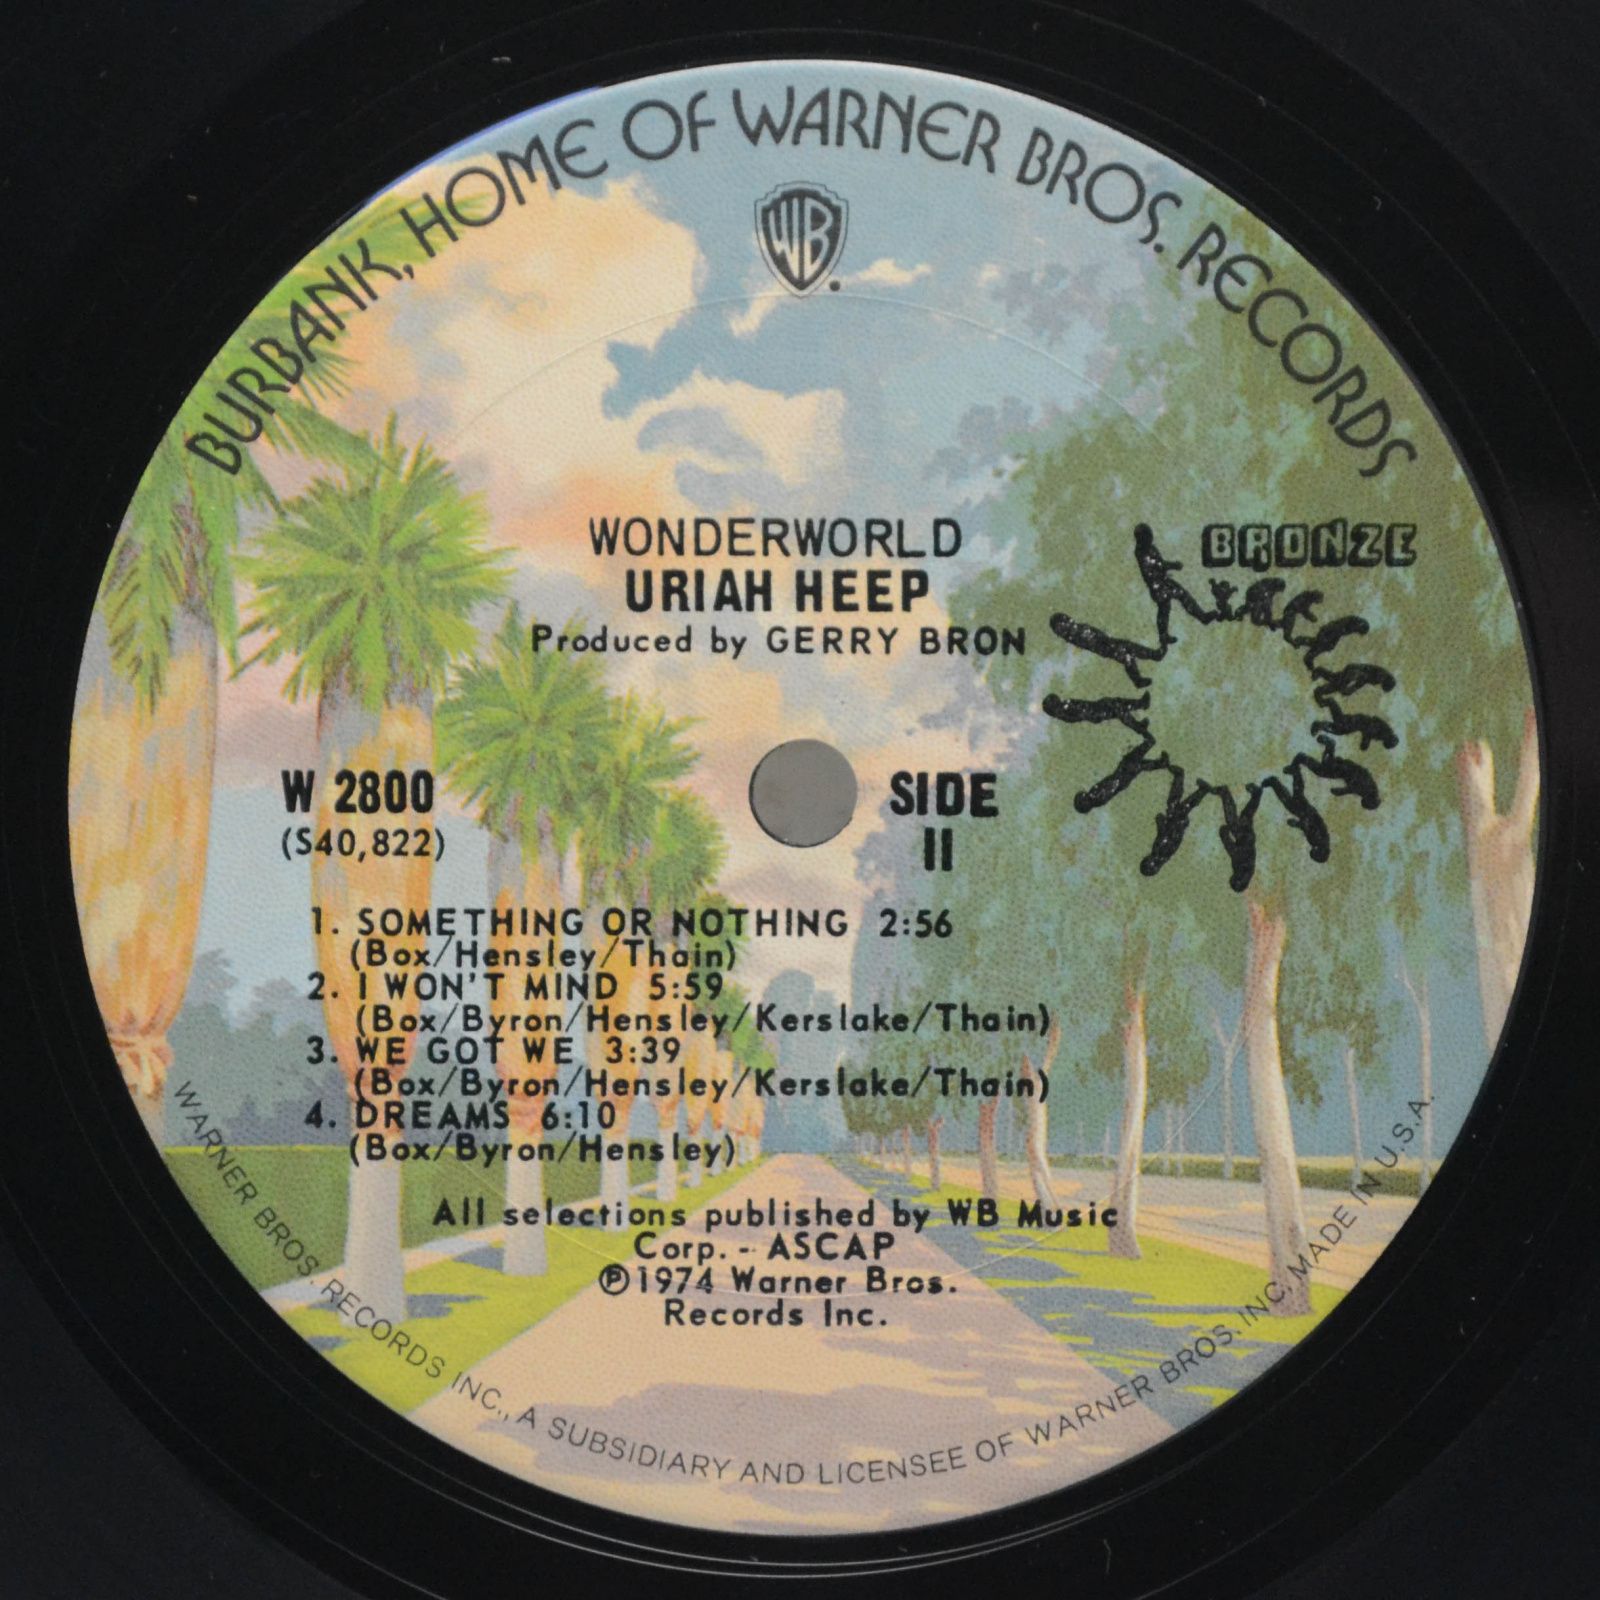 BURBANK, HOME OF WARNER BROS. RECORDS
WB
WONDERWORLD
URIAH HEEP
Produced by GERRY BRON
BRONZE
W 2800
(S40,822)
SIDE
II
1. SOMETHING OR NOTHING 2:56
(Box/Hensley/Thain)
2. I WON'T MIND 5:59
(Box/Byron/Hensley/Kerslake/Thain)
3. WE GOT WE 3:39
(Box/Byron/Hensley/Kerslake/Thain)
4. DREAMS 6:10
(Box/Byron/Hensley)
All selections published by WB Music
Corp. - ASCAP
℗1974 Warner Bros.
Records Inc.
WARNER BROS. RECORDS INC., A SUBSIDIARY AND LICENSEE OF WARNER BROS. INC. MADE IN U.S.A.